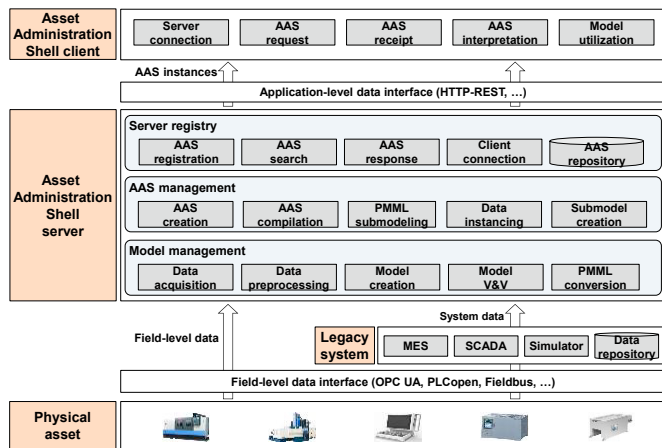 Asset
Administration
Shell client
Server
connection
AAS
request
AAS
receipt
AAS
interpretation
Model
utilization
AAS instances
Application-level data interface (HTTP-REST, ...)
Asset
Administration
Shell
server
Server registry
AAS
registration
AAS
search
AAS
response
Client
connection
AAS
repository
AAS management
AAS
creation
AAS
compilation
PMML
submodeling
Data
instancing
Submodel
creation
Model management
Data
acquisition
Data
preprocessing
Model
creation
Model
V&V
PMML
conversion
Field-level data
System data
Legacy
system
MES
SCADA
Simulator
Data
repository
Field-level data interface (OPC UA, PLCopen, Fieldbus, ...)
Physical
asset